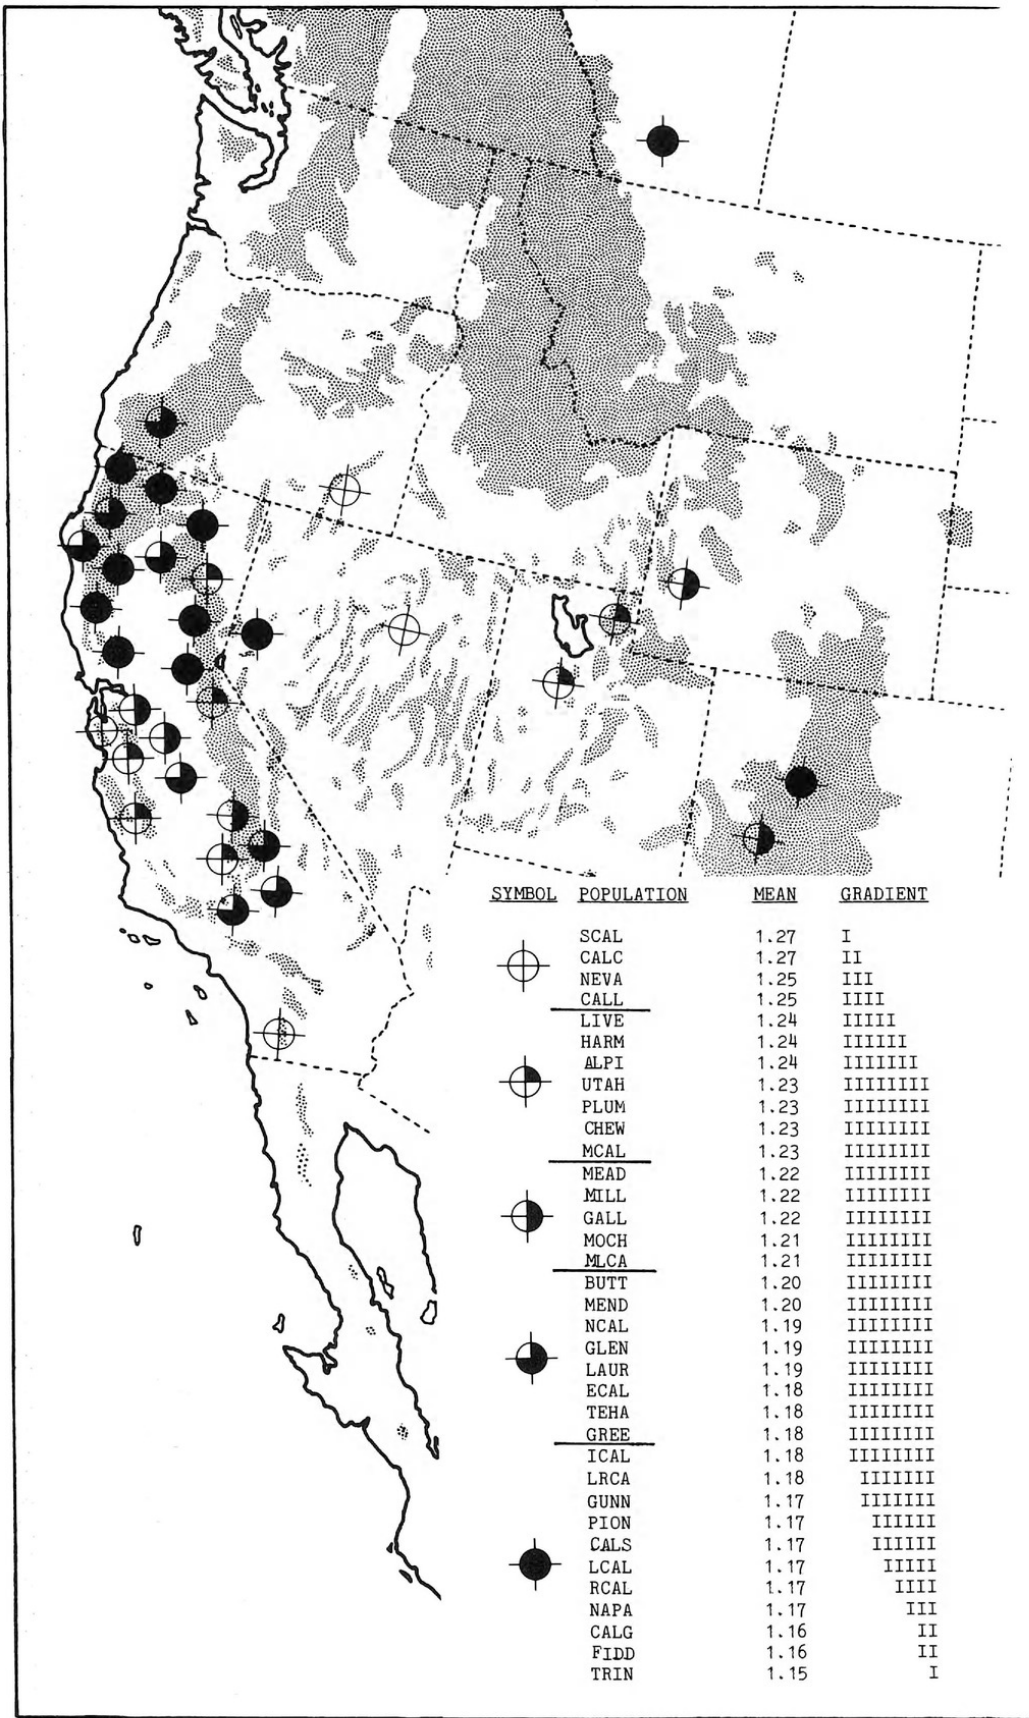 SYMBOL POPULATION MEAN GRADIENT
SCAL 1.27 I
CALC 1.27 II
NEVA 1.25 III
CALL 1.25 IIII
LIVE 1.24 IIIII
HARM 1.24 IIIIII
ALPI 1.24 IIIIIII
UTAH 1.23 IIIIIIII
PLUM 1.23 IIIIIIII
CHEW 1.23 IIIIIIII
MCAL 1.23 IIIIIIII
MEAD 1.22 IIIIIIII
MILL 1.22 IIIIIIII
GALL 1.22 IIIIIIII
MOCH 1.21 IIIIIIII
MLCA 1.21 IIIIIIII
BUTT 1.20 IIIIIIII
MEND 1.20 IIIIIIII
NCAL 1.19 IIIIIIII
GLEN 1.19 IIIIIIII
LAUR 1.19 IIIIIIII
ECAL 1.18 IIIIIIII
TEHA 1.18 IIIIIIII
GREE 1.18 IIIIIIII
ICAL 1.18 IIIIIIII
LRCA 1.18 IIIIIII
GUNN 1.17 IIIIIII
PION 1.17 IIIIII
CALS 1.17 IIIIII
LCAL 1.17 IIIII
RCAL 1.17 IIII
NAPA 1.17 III
CALG 1.16 II
FIDD 1.16 II
TRIN 1.15 I